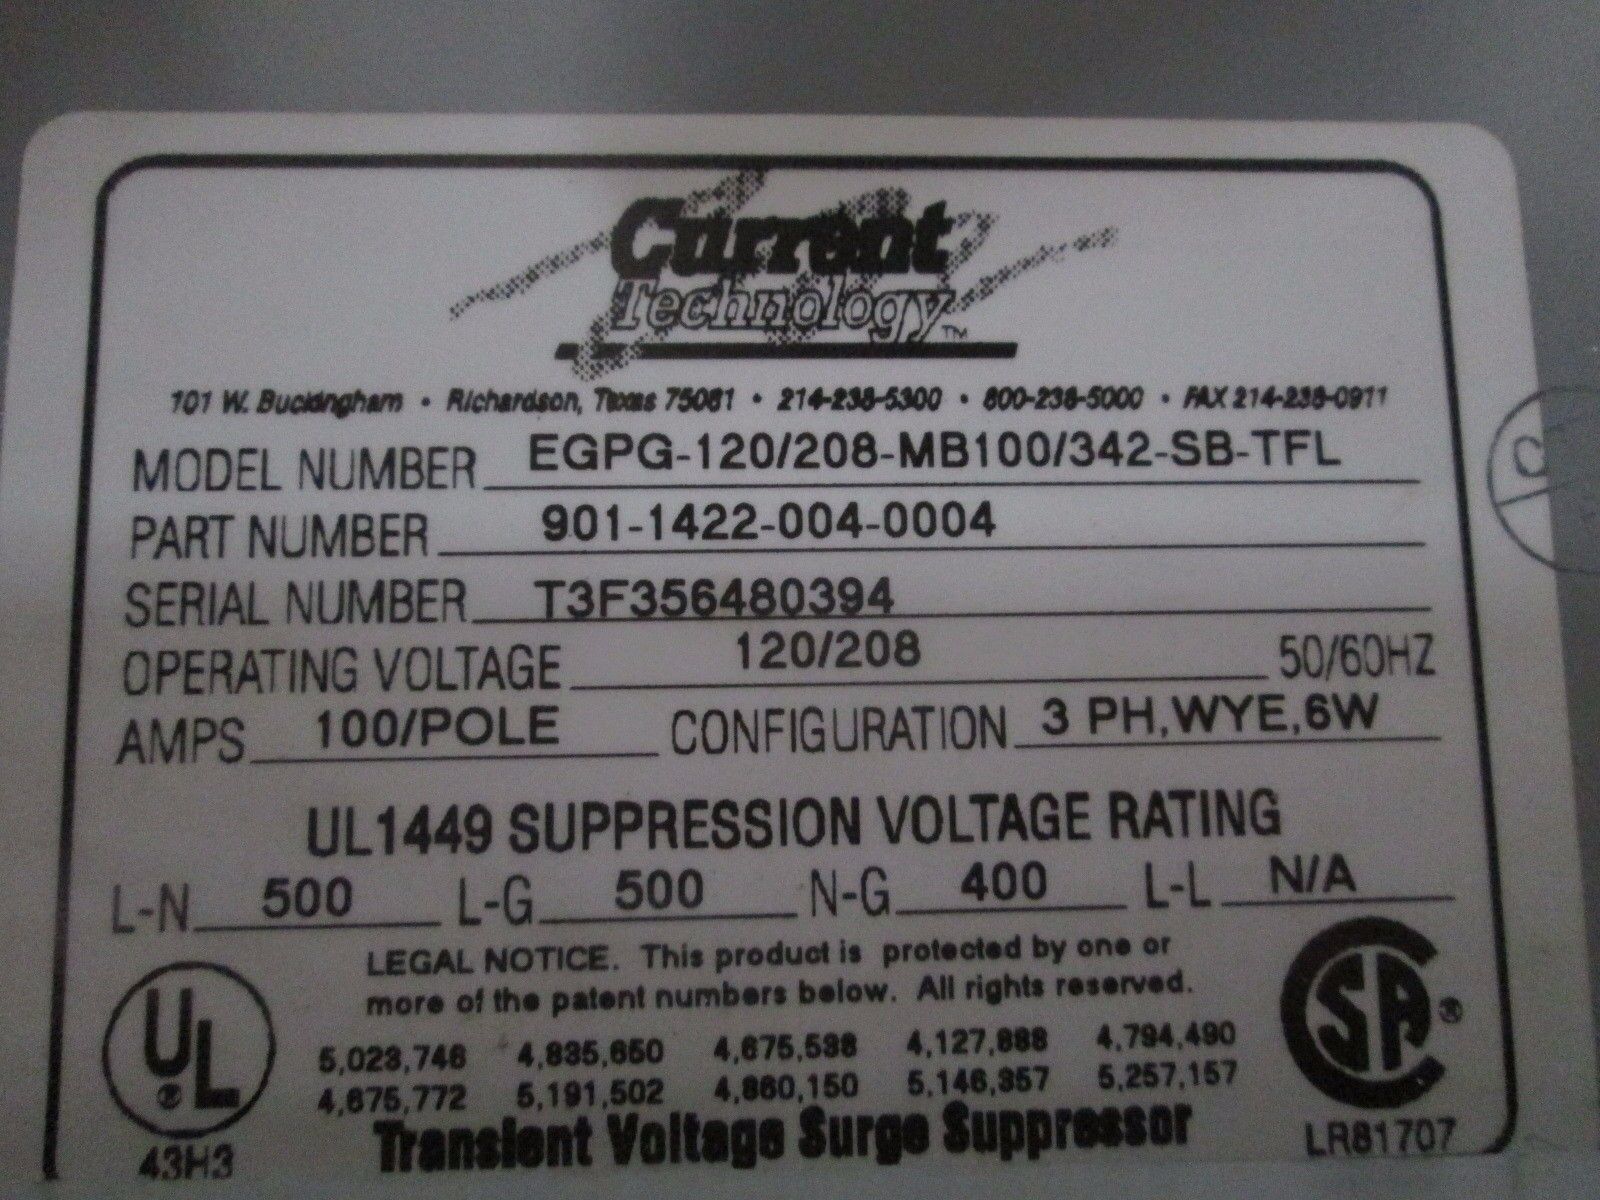 Current
Technology™
101 W. Buckingham • Richardson, Texas 75081 • 214-238-5300 • 800-238-5000 • FAX 214-238-0911
MODEL NUMBER EGPG-120/208-MB100/342-SB-TFL
PART NUMBER 901-1422-004-0004
SERIAL NUMBER T3F356480394
OPERATING VOLTAGE 120/208 50/60HZ
AMPS 100/POLE CONFIGURATION 3 PH,WYE,6W
UL1449 SUPPRESSION VOLTAGE RATING
L-N 500 L-G 500 N-G 400 L-L N/A
LEGAL NOTICE. This product is protected by one or
more of the patent numbers below. All rights reserved.
5,023,746 4,835,650 4,675,538 4,127,888 4,794,490
4,675,772 5,191,502 4,860,150 5,146,357 5,257,157
Transient Voltage Surge Suppressor
UL®
43H3
SA®
LR81707